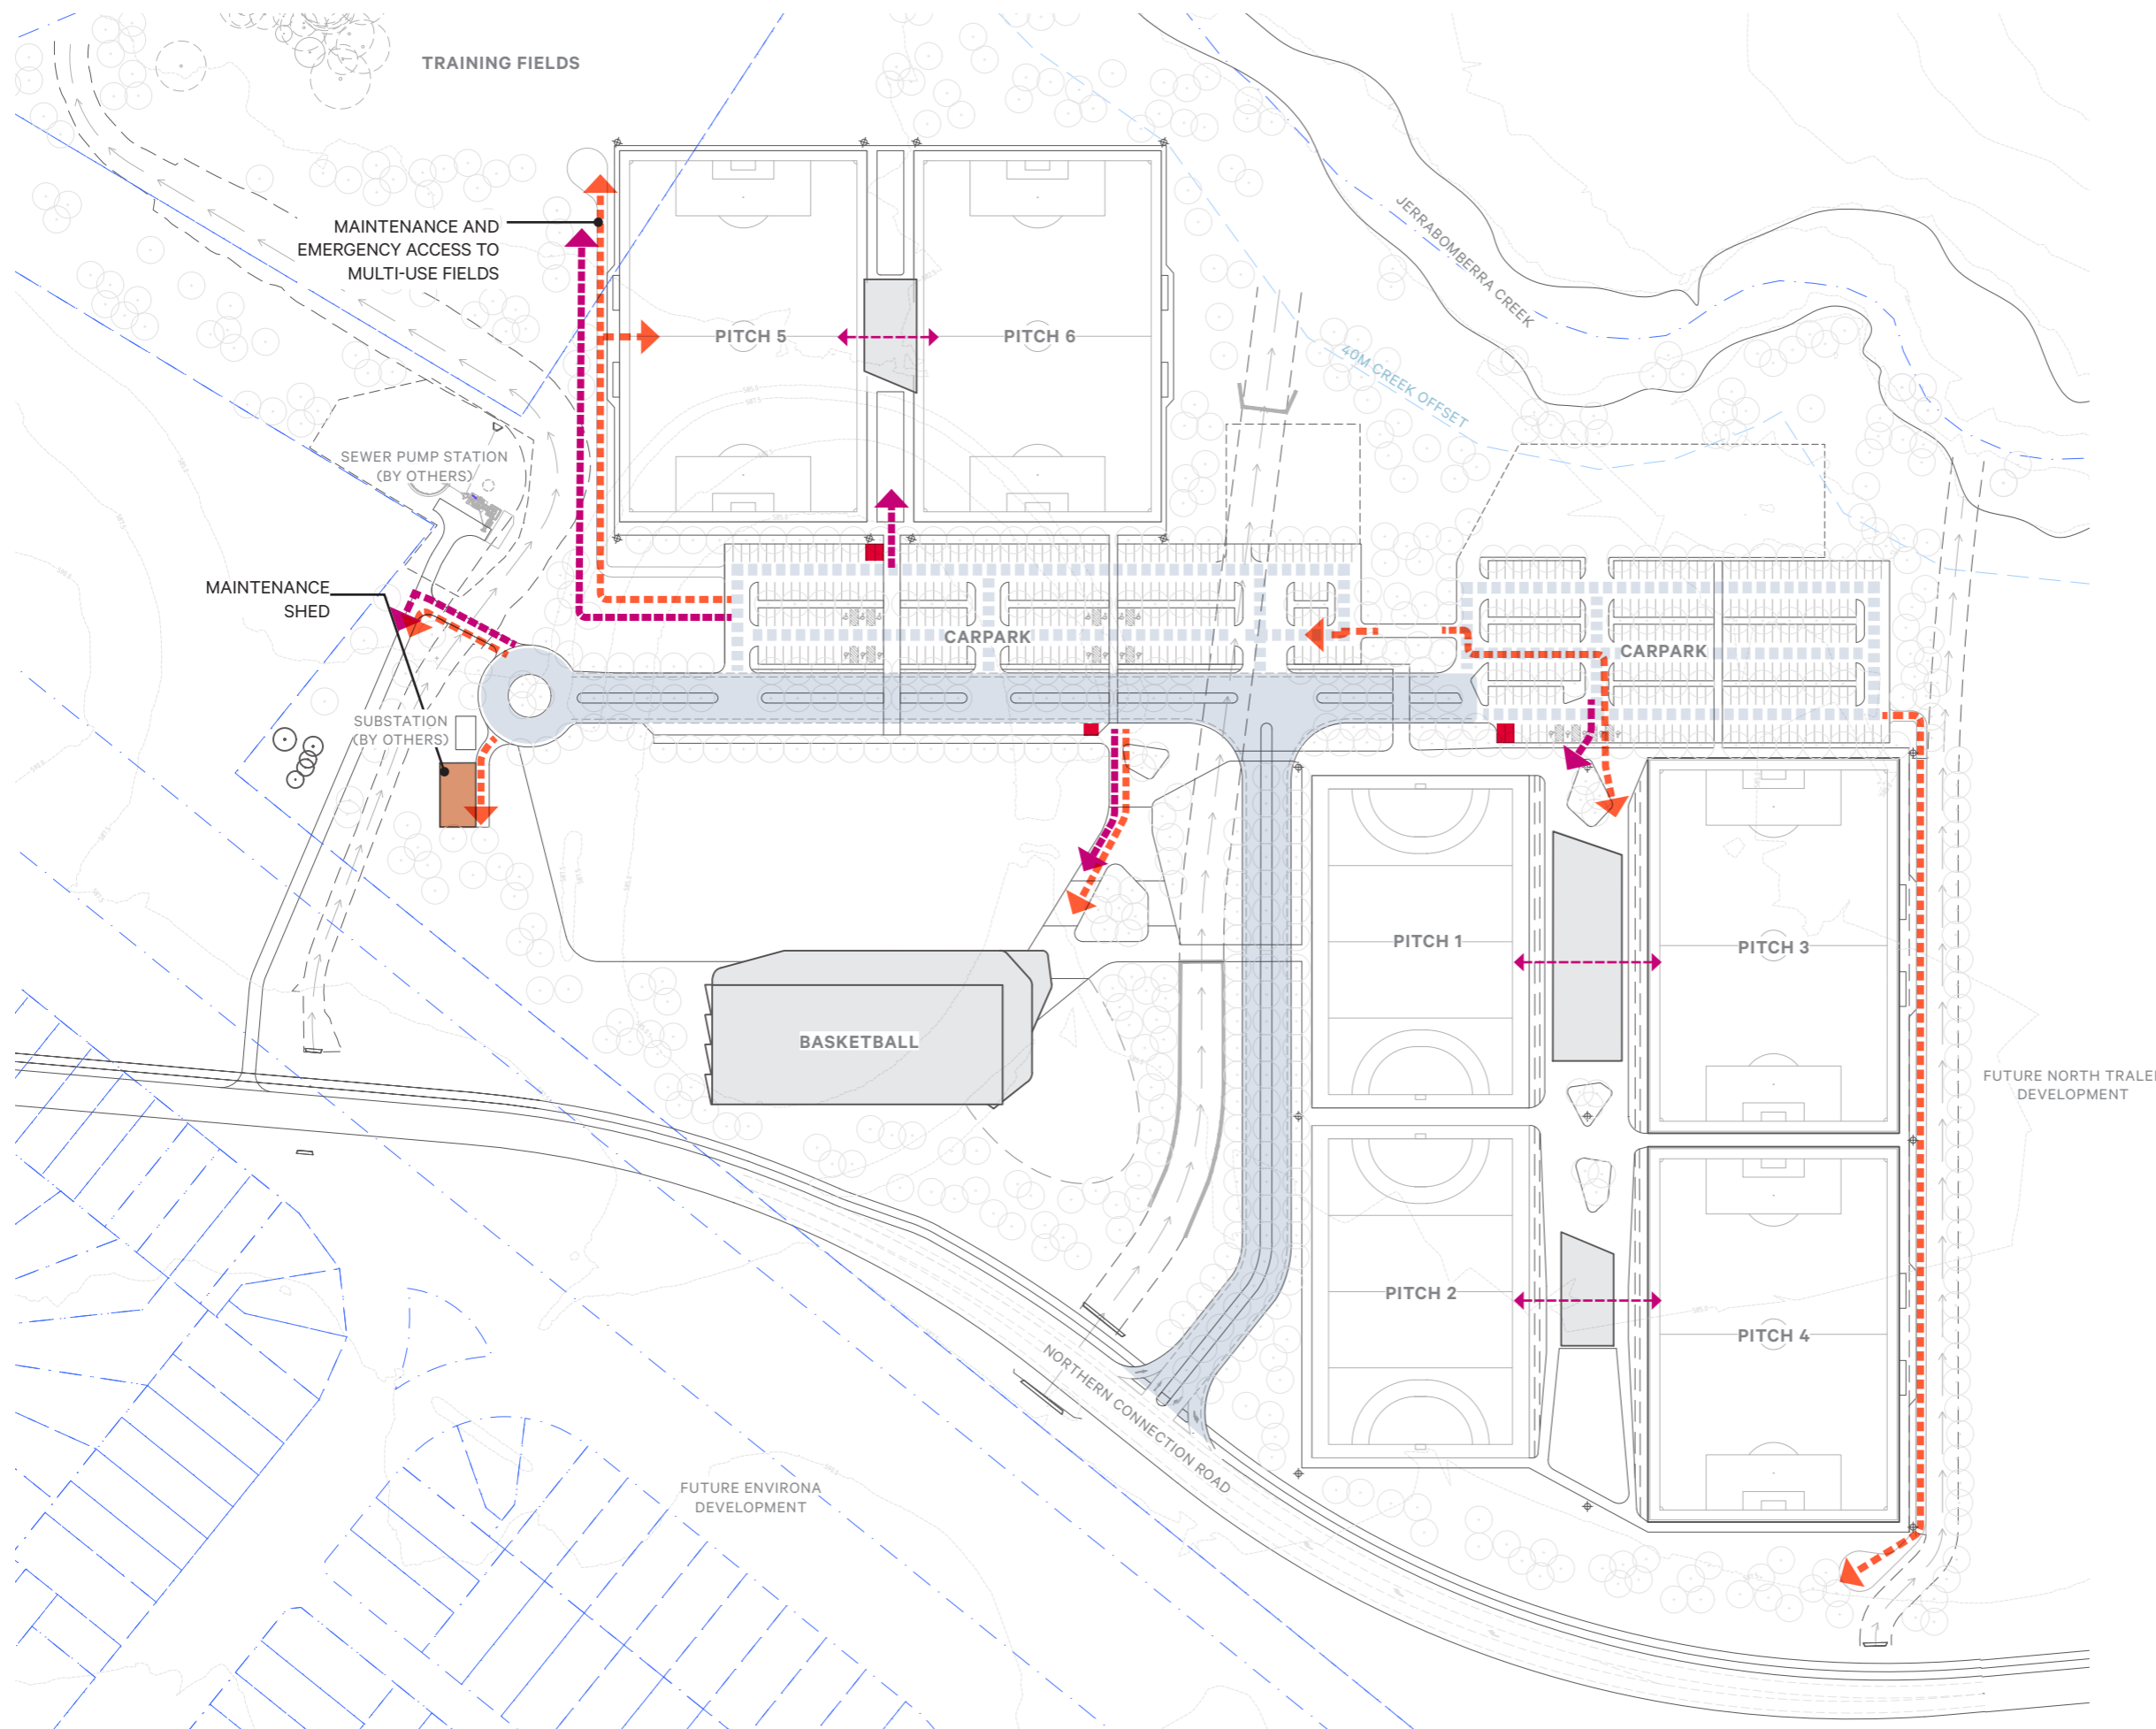 TRAINING FIELDS
MAINTENANCE AND
EMERGENCY ACCESS TO
MULTI-USE FIELDS
JERRABOMBERRA CREEK
PITCH 5
PITCH 6
40M CREEK OFFSET
SEWER PUMP STATION
(BY OTHERS)
MAINTENANCE
SHED
CARPARK
CARPARK
SUBSTATION
(BY OTHERS)
PITCH 1
PITCH 3
BASKETBALL
FUTURE NORTH TRALEE
DEVELOPMENT
PITCH 2
PITCH 4
NORTHERN CONNECTION ROAD
FUTURE ENVIRONA
DEVELOPMENT